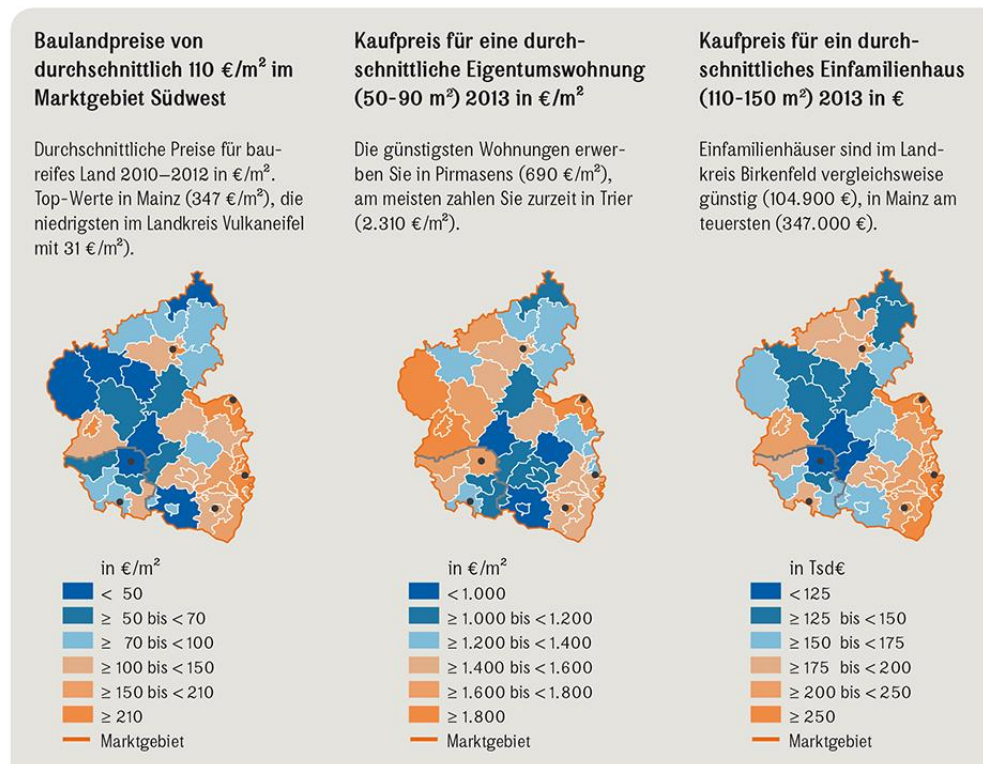 Baulandpreise von
durchschnittlich 110 €/m² im
Marktgebiet Südwest
Durchschnittliche Preise für bau-
reifes Land 2010–2012 in €/m².
Top-Werte in Mainz (347 €/m²), die
niedrigsten im Landkreis Vulkaneifel
mit 31 €/m²).
in €/m²
< 50
≥ 50 bis < 70
≥ 70 bis < 100
≥ 100 bis < 150
≥ 150 bis < 210
≥ 210
Marktgebiet
Kaufpreis für eine durch-
schnittliche Eigentumswohnung
(50-90 m²) 2013 in €/m²
Die günstigsten Wohnungen erwer-
ben Sie in Pirmasens (690 €/m²),
am meisten zahlen Sie zurzeit in Trier
(2.310 €/m²).
in €/m²
< 1.000
≥ 1.000 bis < 1.200
≥ 1.200 bis < 1.400
≥ 1.400 bis < 1.600
≥ 1.600 bis < 1.800
≥ 1.800
Marktgebiet
Kaufpreis für ein durch-
schnittliches Einfamilienhaus
(110-150 m²) 2013 in €
Einfamilienhäuser sind im Land-
kreis Birkenfeld vergleichsweise
günstig (104.900 €), in Mainz am
teuersten (347.000 €).
in Tsd€
< 125
≥ 125 bis < 150
≥ 150 bis < 175
≥ 175 bis < 200
≥ 200 bis < 250
≥ 250
Marktgebiet